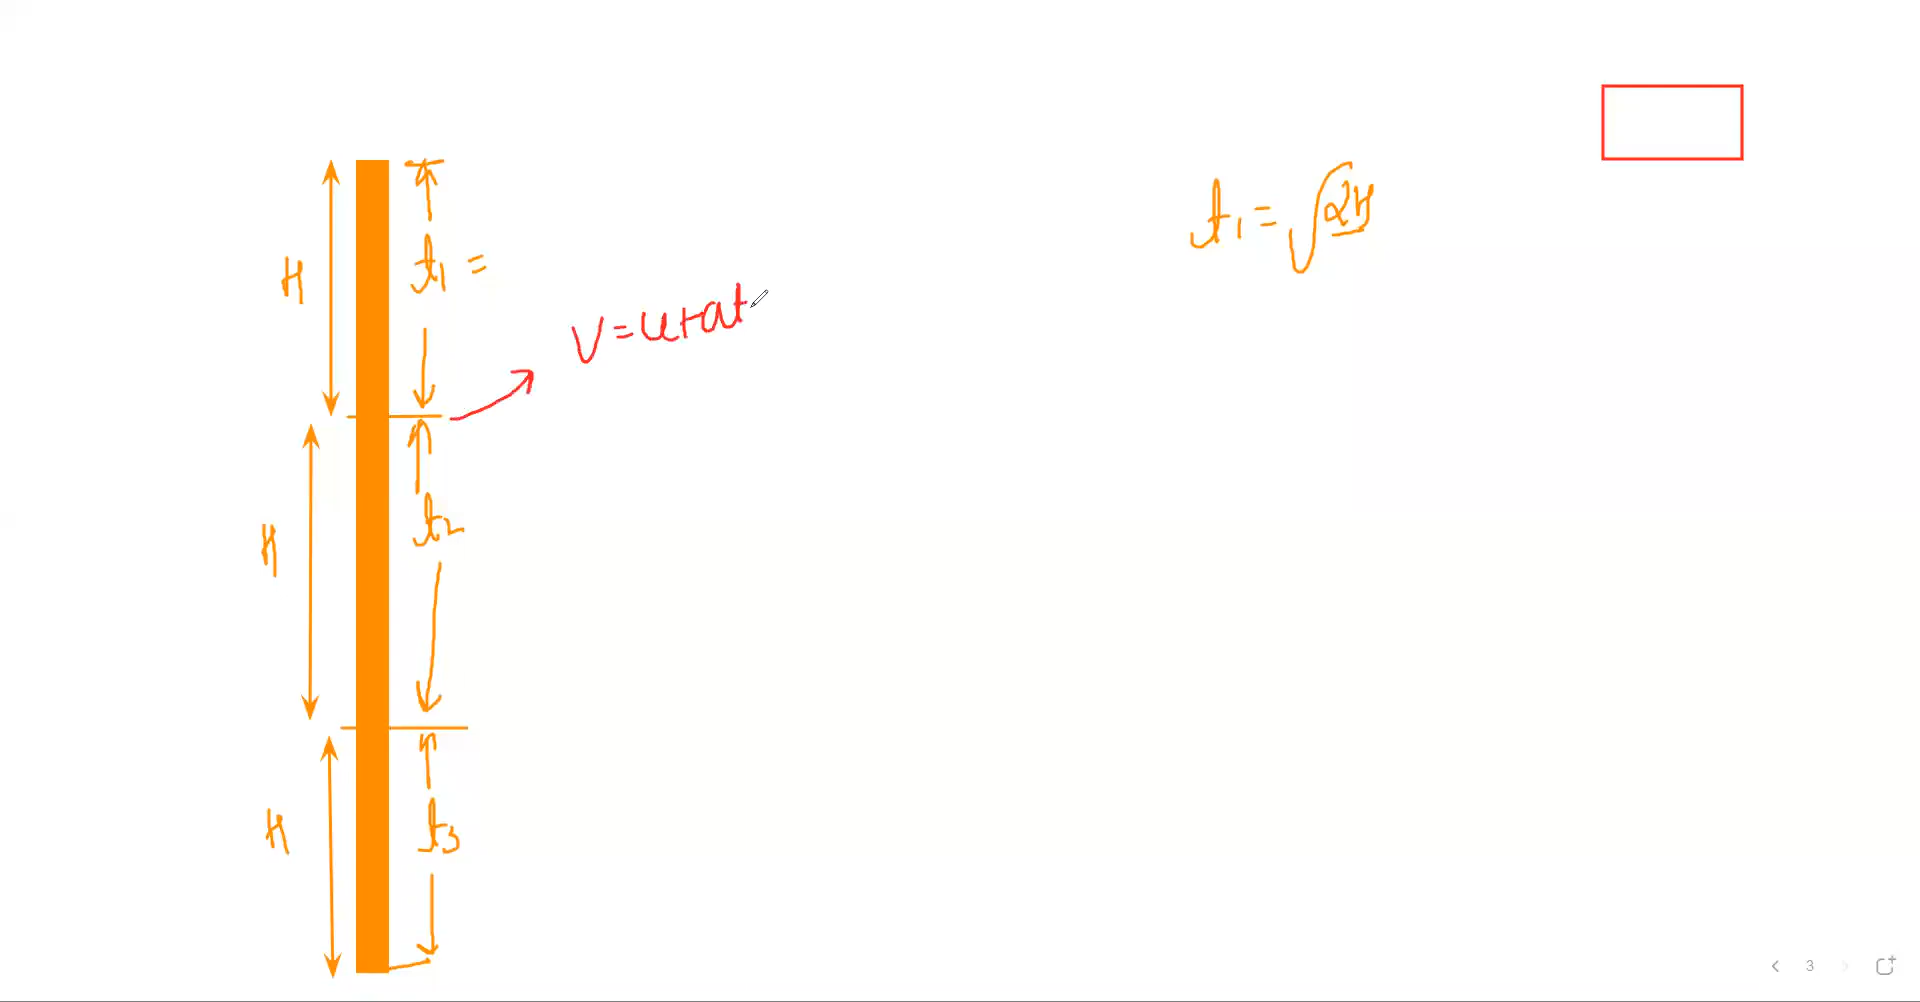 t1 = √2H
H
t1 =
V=u+at
H
t2
H
t3
3